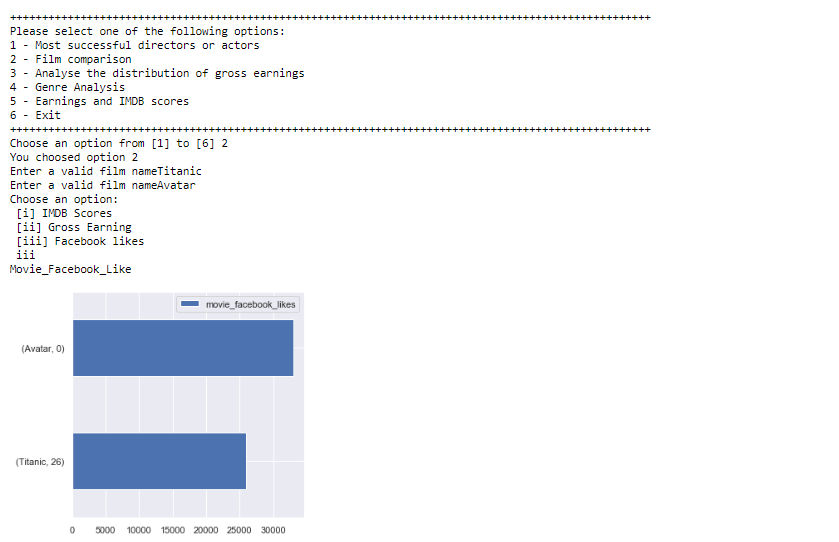 ++++++++++++++++++++++++++++++++++++++++++++++++++++++++++++++++++++++++++++++++++++++++++++++++++++
Please select one of the following options:
1 - Most successful directors or actors
2 - Film comparison
3 - Analyse the distribution of gross earnings
4 - Genre Analysis
5 - Earnings and IMDB scores
6 - Exit
++++++++++++++++++++++++++++++++++++++++++++++++++++++++++++++++++++++++++++++++++++++++++++++++++++
Choose an option from [1] to [6] 2
You choosed option 2
Enter a valid film nameTitanic
Enter a valid film nameAvatar
Choose an option:
[i] IMDB Scores
[ii] Gross Earning
[iii] Facebook likes
iii
Movie_Facebook_Like
movie_facebook_likes
(Avatar, 0)
(Titanic, 26)
0 5000 10000 15000 20000 25000 30000